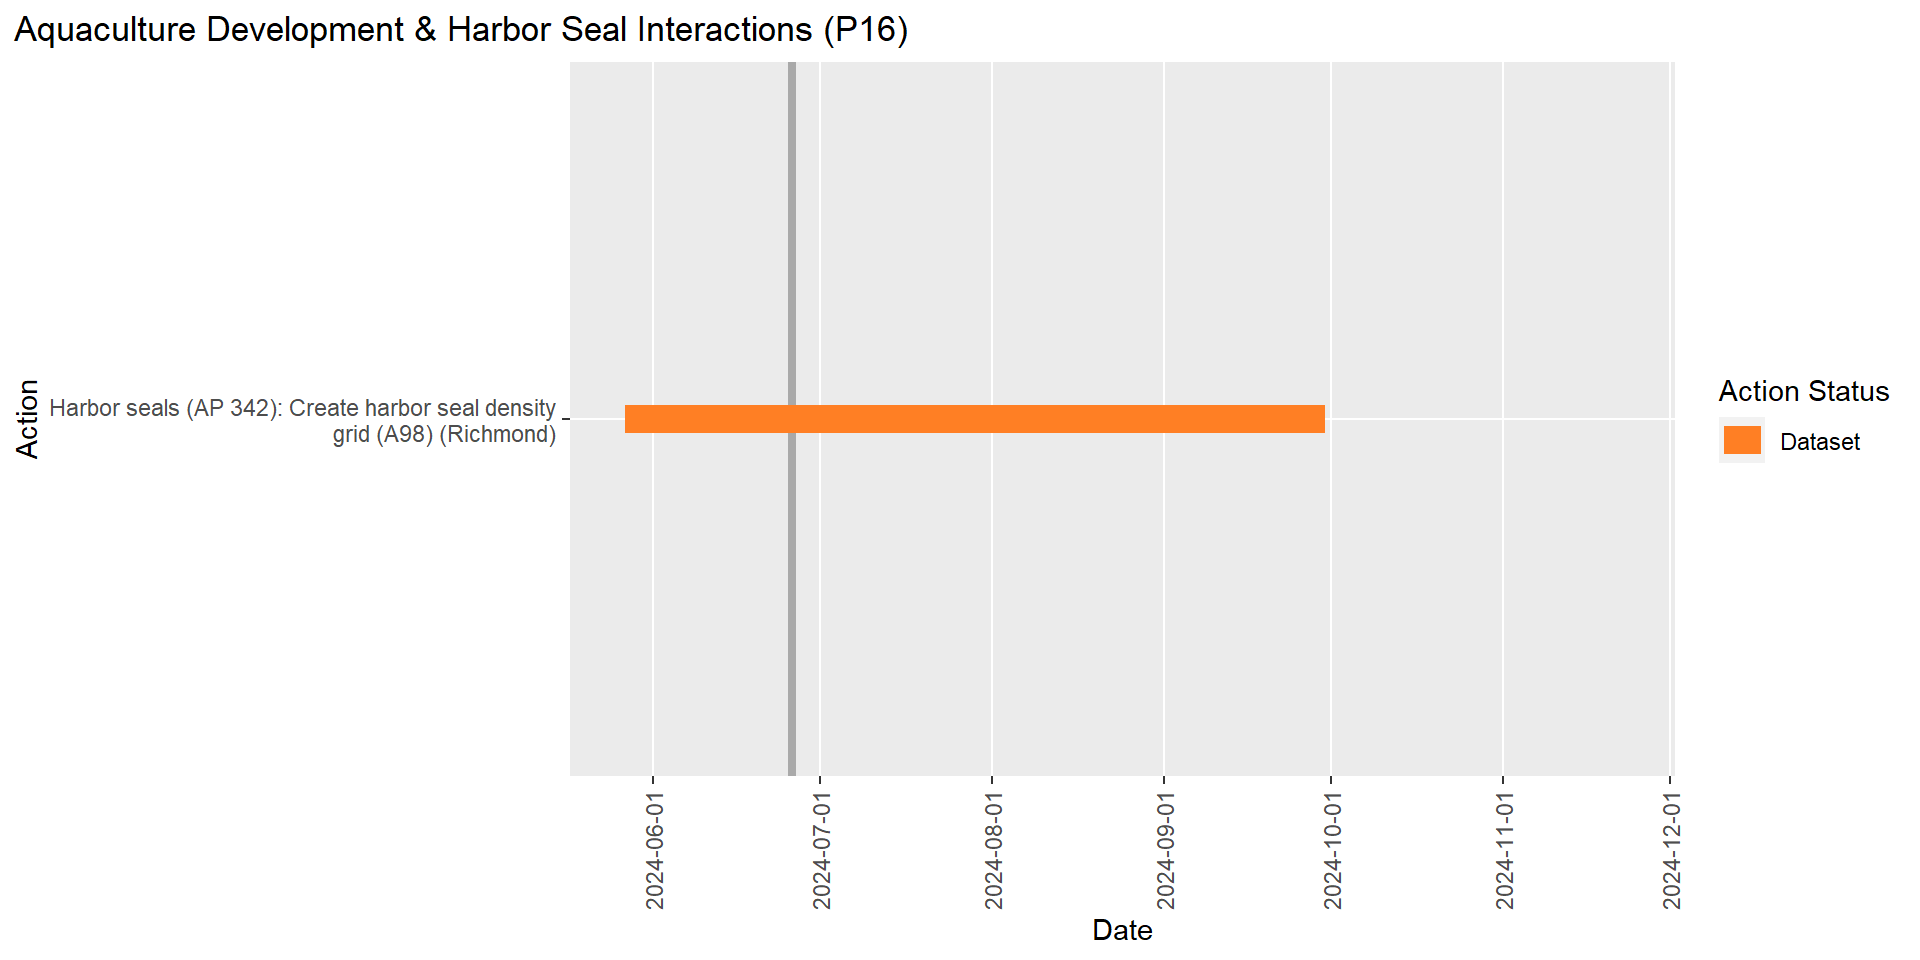 Aquaculture Development & Harbor Seal Interactions (P16)
Action
Harbor seals (AP 342): Create harbor seal density
grid (A98) (Richmond)
2024-06-01
2024-07-01
2024-08-01
2024-09-01
2024-10-01
2024-11-01
2024-12-01
Date
Action Status
Dataset